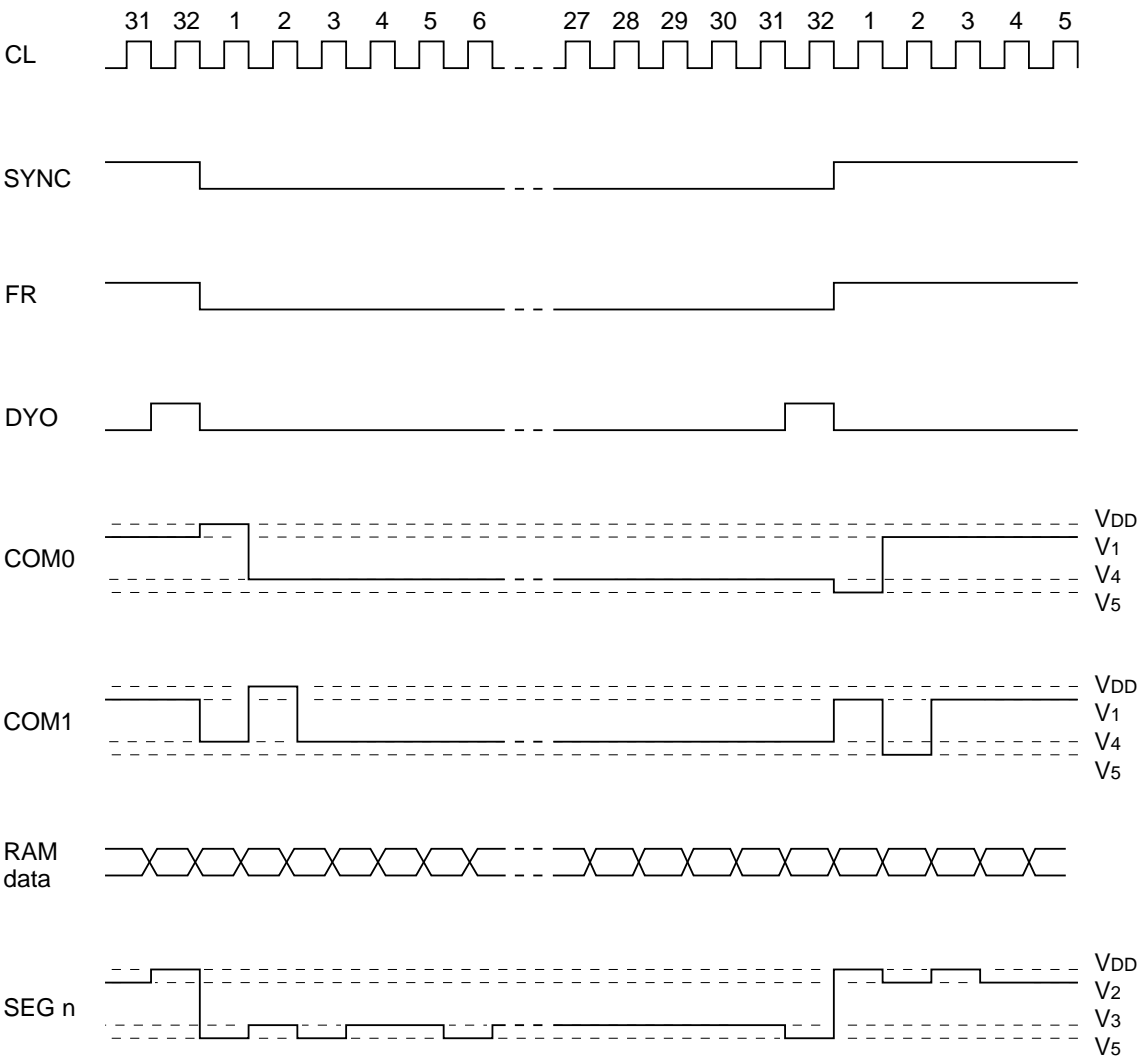 31 32 1 2 3 4 5 6 27 28 29 30 31 32 1 2 3 4 5
CL
SYNC
FR
DYO
COM0
VDD
V1
V4
V5
COM1
VDD
V1
V4
V5
RAM
data
SEG n
VDD
V2
V3
V5